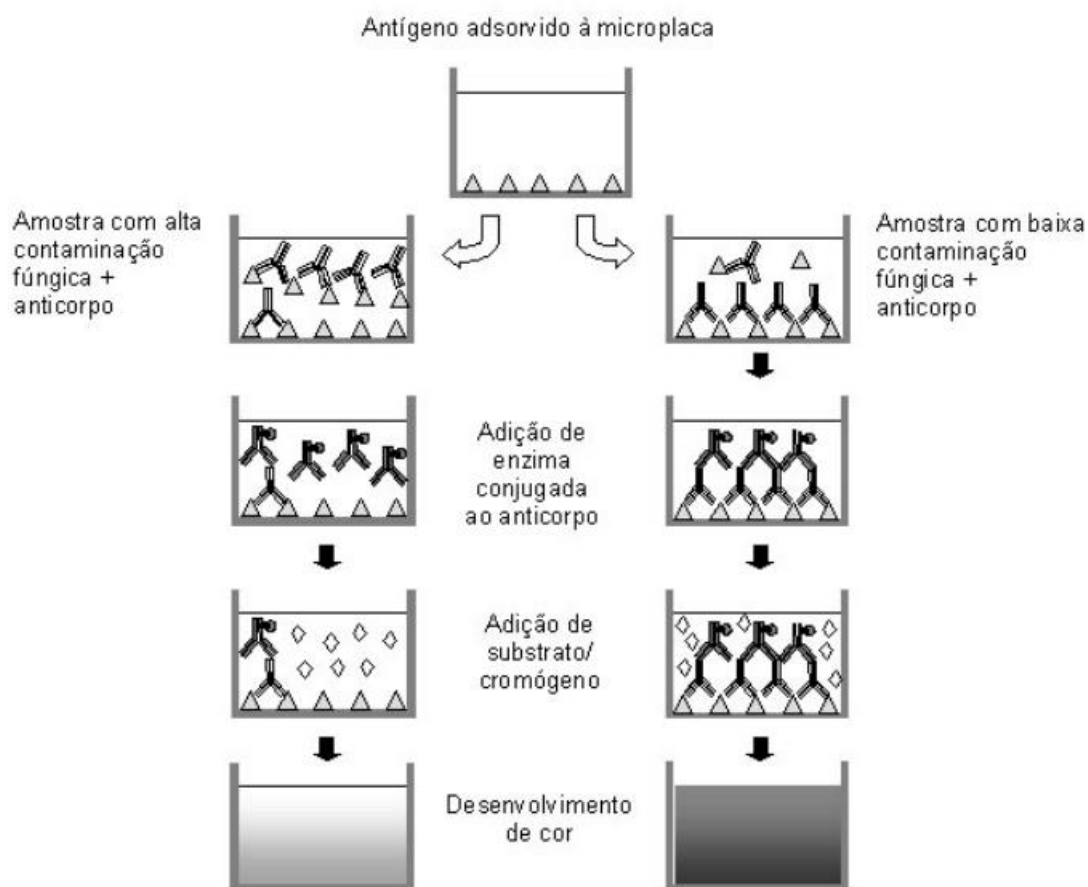 Antígeno adsorvido à microplaca
Amostra com alta
contaminação
fúngica +
anticorpo
Amostra com baixa
contaminação
fúngica +
anticorpo
Adição de
enzima
conjugada
ao anticorpo
Adição de
substrato/
cromógeno
Desenvolvimento
de cor